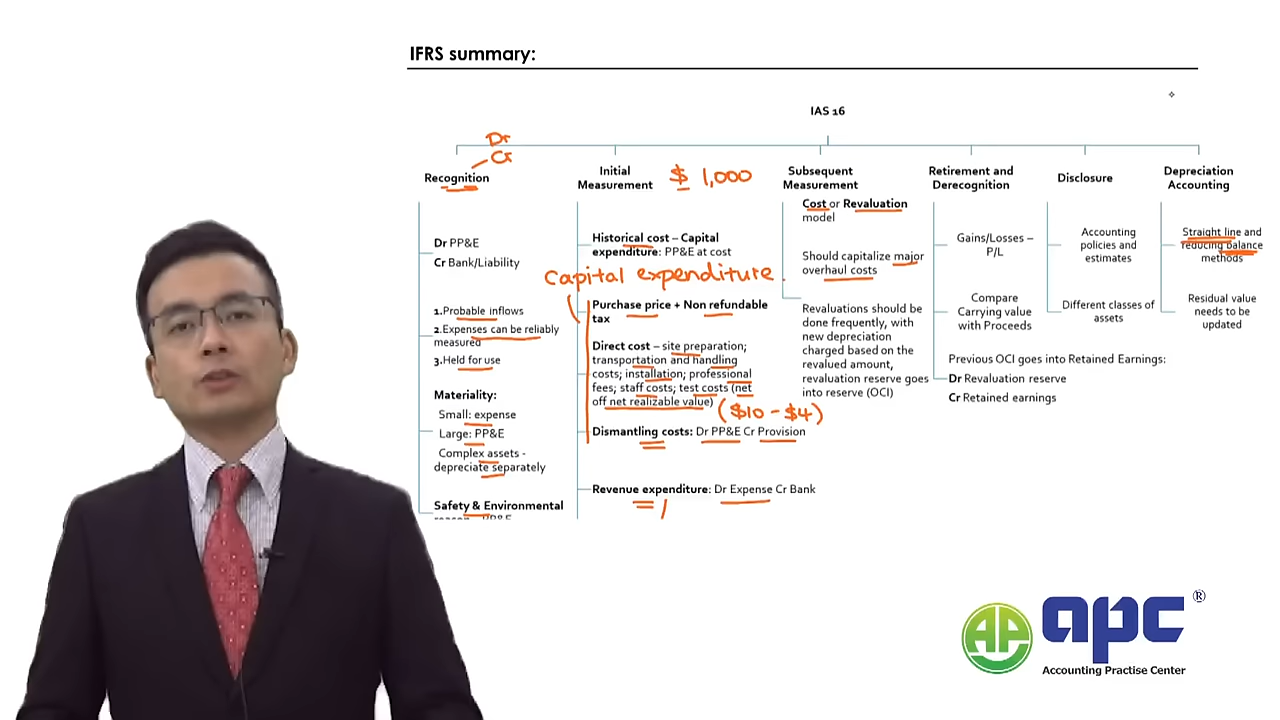 IFRS summary:
IAS 16
Dr
Cr
Recognition
Dr PP&E
Cr Bank/Liability
1.Probable inflows
2.Expenses can be reliably
measured
3.Held for use
Materiality:
Small: expense
Large: PP&E
Complex assets -
depreciate separately
Safety & Environmental
Initial
Measurement
$ 1,000
Historical cost – Capital
expenditure: PP&E at cost
Capital expenditure
Purchase price + Non refundable
tax
Direct cost – site preparation;
transportation and handling
costs; installation; professional
fees; staff costs; test costs (net
off net realizable value)
($10 - $4)
Dismantling costs: Dr PP&E Cr Provision
Revenue expenditure: Dr Expense Cr Bank
Subsequent
Measurement
Cost or Revaluation
model
Should capitalize major
overhaul costs
Revaluations should be
done frequently, with
new depreciation
charged based on the
revalued amount,
revaluation reserve goes
into reserve (OCI)
Retirement and
Derecognition
Gains/Losses –
P/L
Compare
Carrying value
with Proceeds
Previous OCI goes into Retained Earnings:
Dr Revaluation reserve
Cr Retained earnings
Disclosure
Accounting
policies and
estimates
Different classes of
assets
Depreciation
Accounting
Straight line and
reducing balance
methods
Residual value
need to be
updated
AP
apc ®
Accounting Practise Center